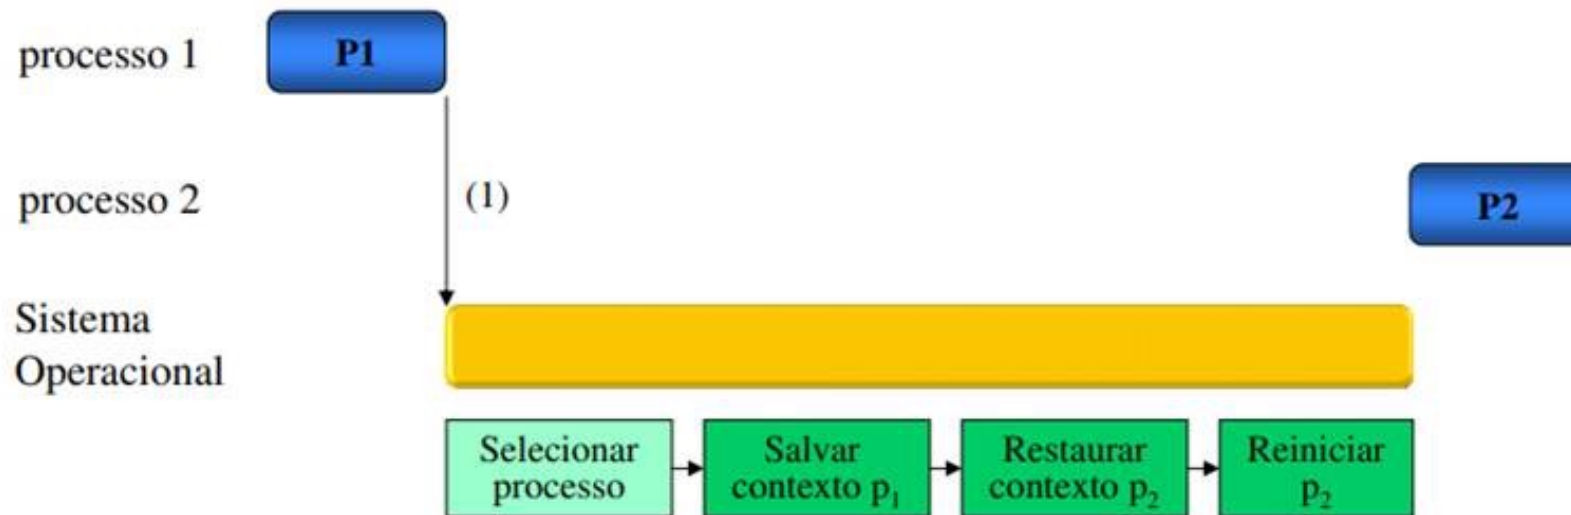 processo 1
P1
processo 2
(1)
P2
Sistema
Operacional
Selecionar
processo
Salvar
contexto p₁
Restaurar
contexto p₂
Reiniciar
p₂